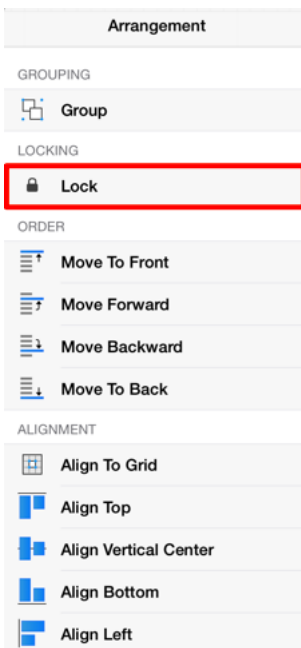 Arrangement
GROUPING
Group
LOCKING
Lock
ORDER
Move To Front
Move Forward
Move Backward
Move To Back
ALIGNMENT
Align To Grid
Align Top
Align Vertical Center
Align Bottom
Align Left